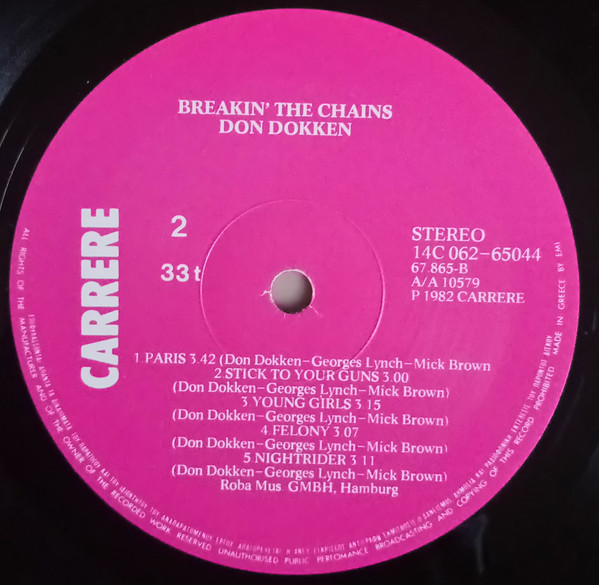 BREAKIN' THE CHAINS
DON DOKKEN
CARRERE
2
33t
STEREO
14C 062-65044
67.865-B
A/A 10579
P 1982 CARRERE
1 PARIS 3.42 (Don Dokken-Georges Lynch-Mick Brown
2 STICK TO YOUR GUNS 3.00
(Don Dokken-Georges Lynch-Mick Brown)
3 YOUNG GIRLS 3 15
(Don Dokken-Georges Lynch-Mick Brown)
4 FELONY 3 07
(Don Dokken-Georges Lynch-Mick Brown)
5 NIGHTRIDER 3 11
(Don Dokken-Georges Lynch-Mick Brown)
Roba Mus GMBH, Hamburg
ALL RIGHTS OF THE MANUFACTURER AND OF THE OWNER OF THE RECORDED WORK RESERVED UNAUTHORISED PUBLIC PERFOMANCE BROADCASTING AND COPYING OF THIS RECORD PROHIBITED MADE IN GREECE BY EMI